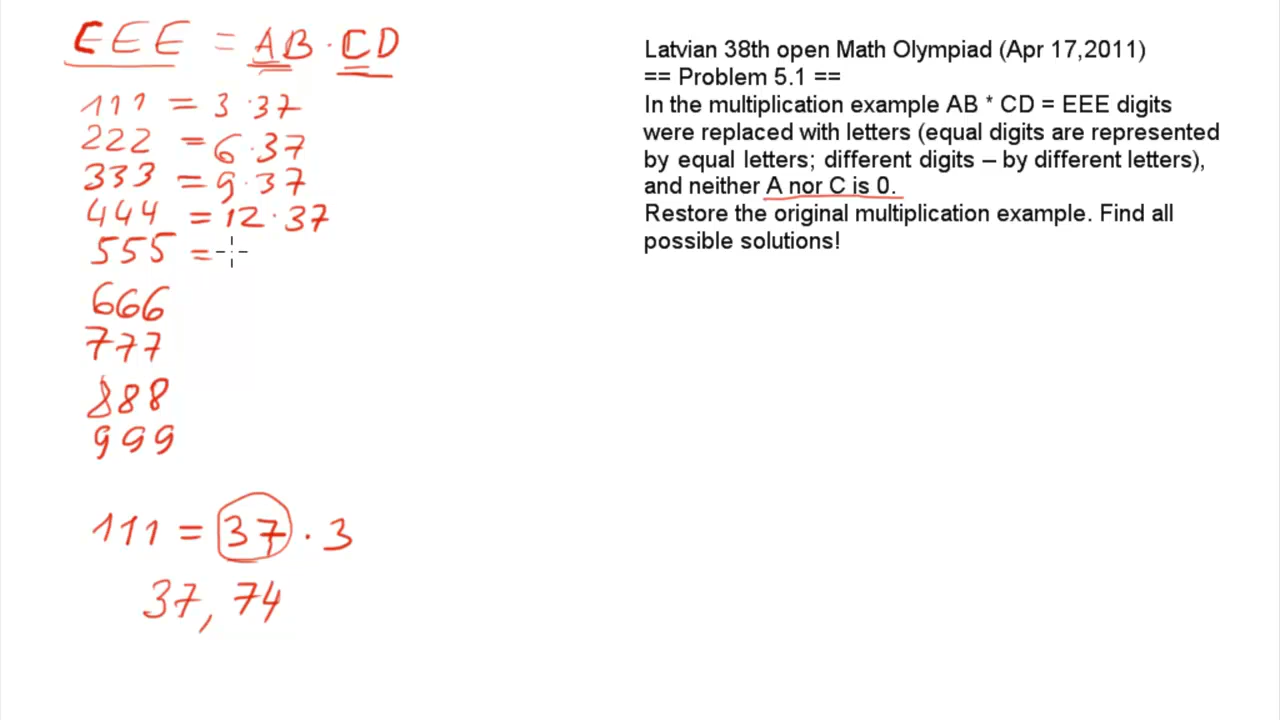 EEE = AB · CD
111 = 3 · 37
222 = 6 · 37
333 = 9 · 37
444 = 12 · 37
555 =
666
777
888
999
111 = 37 · 3
37, 74
Latvian 38th open Math Olympiad (Apr 17,2011)
== Problem 5.1 ==
In the multiplication example AB * CD = EEE digits
were replaced with letters (equal digits are represented
by equal letters; different digits – by different letters),
and neither A nor C is 0.
Restore the original multiplication example. Find all
possible solutions!